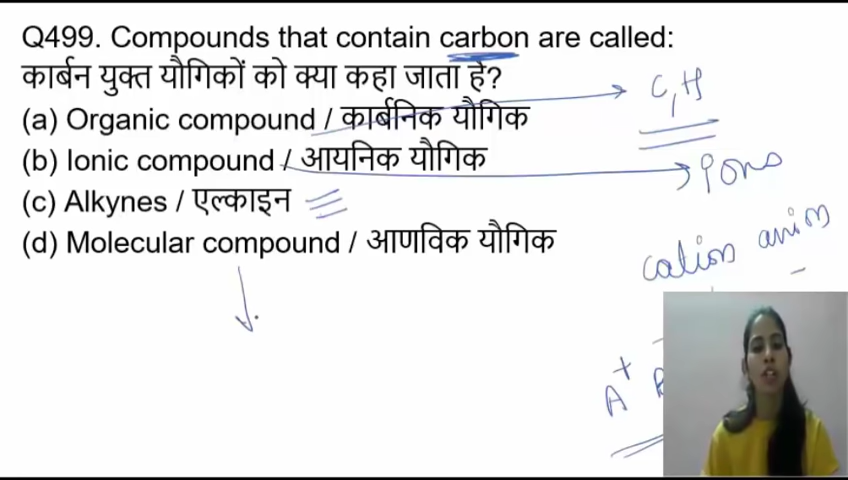 Q499. Compounds that contain carbon are called:
कार्बन युक्त यौगिकों को क्या कहा जाता है?
(a) Organic compound / कार्बनिक यौगिक
C, H
(b) Ionic compound / आयनिक यौगिक
Ions
(c) Alkynes / एल्काइन
(d) Molecular compound / आणविक यौगिक
cation anion
A+